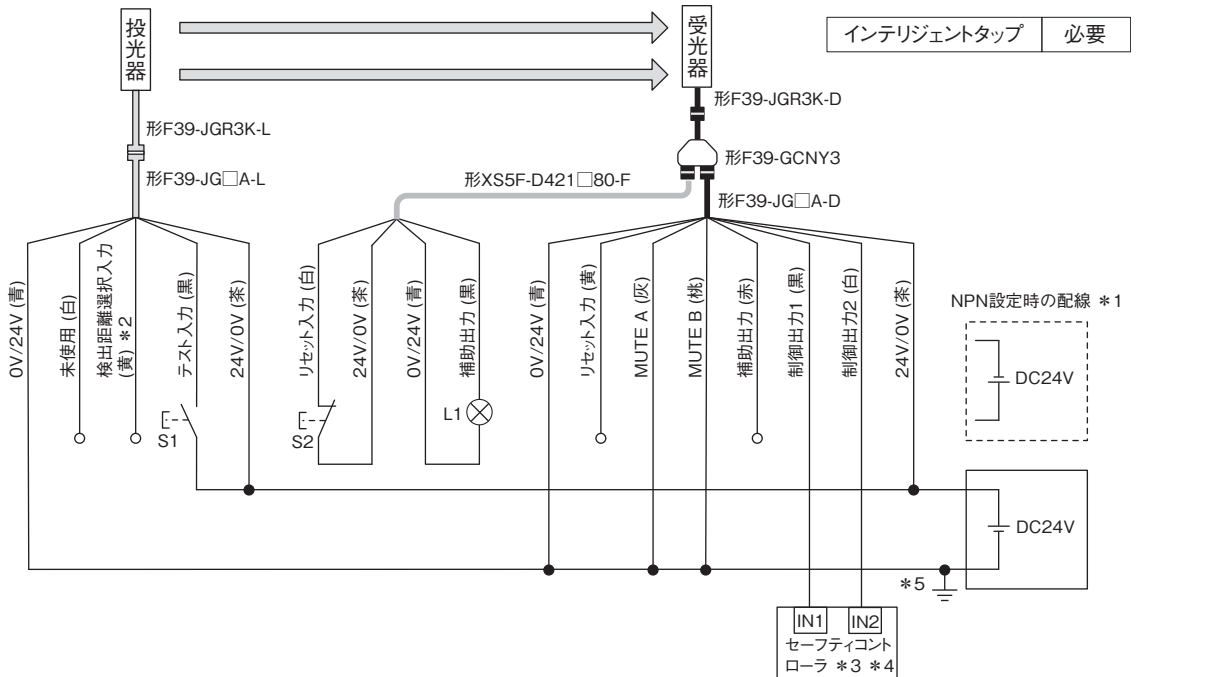 投光器
受光器
インテリジェントタップ 必要
形F39-JGR3K-D
形F39-JGR3K-L
形F39-GCNY3
形F39-JG□A-L
形XS5F-D421□80-F
形F39-JG□A-D
0V/24V (青)
未使用 (白)
検出距離選択入力
(黄) *2
テスト入力 (黒)
24V/0V (茶)
リセット入力 (白)
24V/0V (茶)
0V/24V (青)
補助出力 (黒)
0V/24V (青)
リセット入力 (黄)
MUTE A (灰)
MUTE B (桃)
補助出力 (赤)
制御出力1 (黒)
制御出力2 (白)
24V/0V (茶)
NPN設定時の配線 *1
DC24V
S1
S2
L1
DC24V
*5
IN1
IN2
セーフティコント
ローラ *3 *4